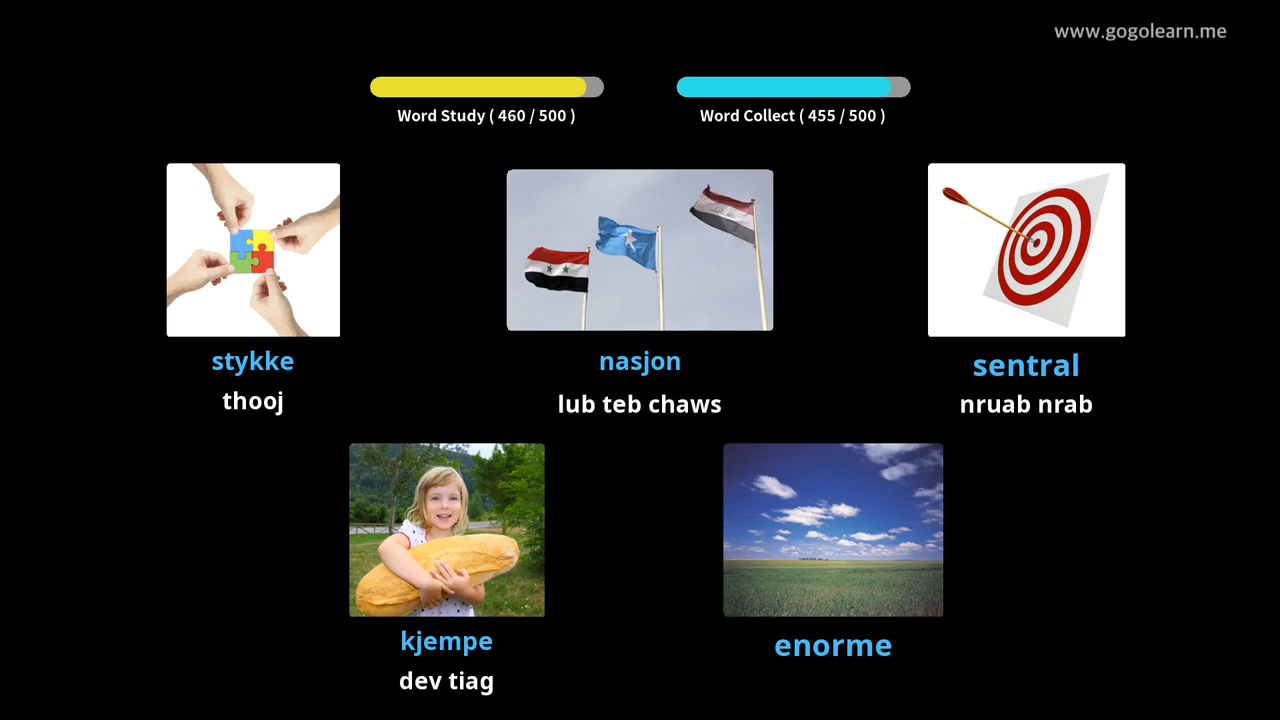 www.gogolearn.me
Word Study ( 460 / 500 )
Word Collect ( 455 / 500 )
stykke
thooj
nasjon
lub teb chaws
sentral
nruab nrab
kjempe
dev tiag
enorme